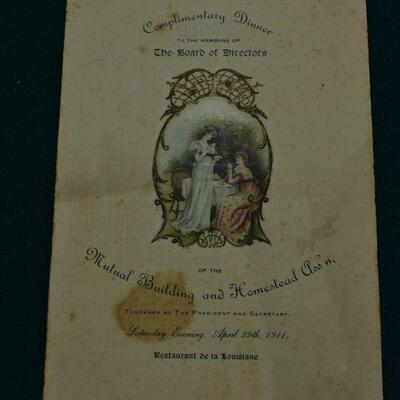 Complimentary Dinner
TO THE MEMBERS OF
The Board of Directors
OF THE
Mutual Building and Homestead Ass'n,
TENDERED BY THE PRESIDENT AND SECRETARY.
Saturday Evening, April 29th, 1911,
Restaurant de la Louisiane